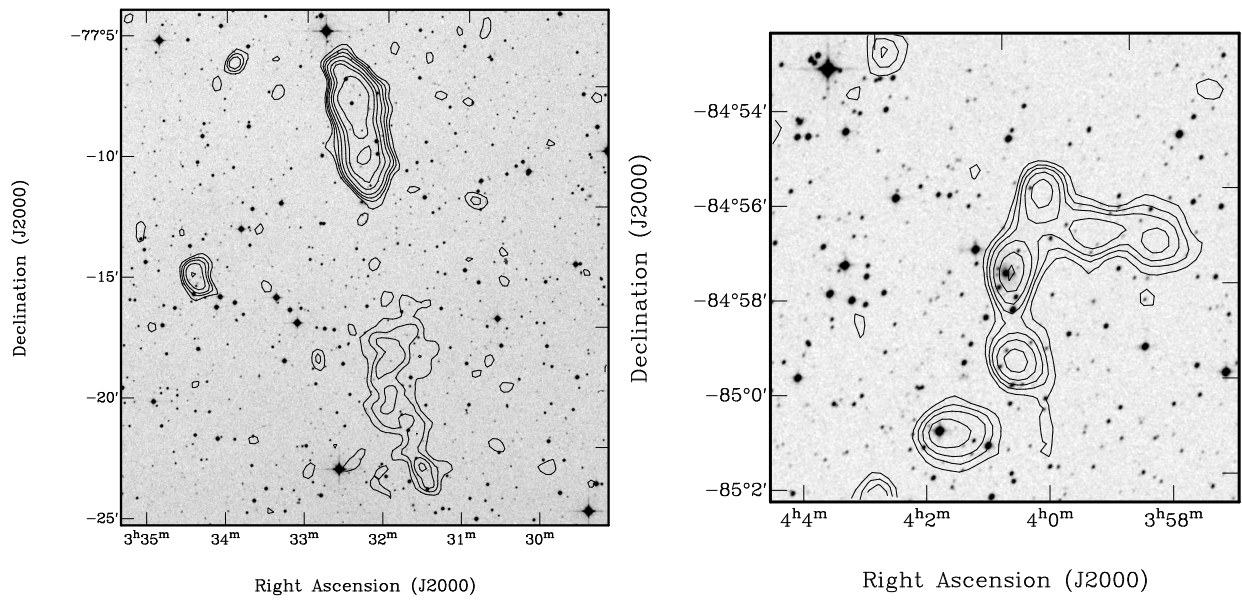 −77°5′
−10′
−15′
−20′
−25′
3ʰ35ᵐ 34ᵐ 33ᵐ 32ᵐ 31ᵐ 30ᵐ
Right Ascension (J2000)
Declination (J2000)
−84°54′
−84°56′
−84°58′
−85°0′
−85°2′
4ʰ4ᵐ 4ʰ2ᵐ 4ʰ0ᵐ 3ʰ58ᵐ
Right Ascension (J2000)
Declination (J2000)